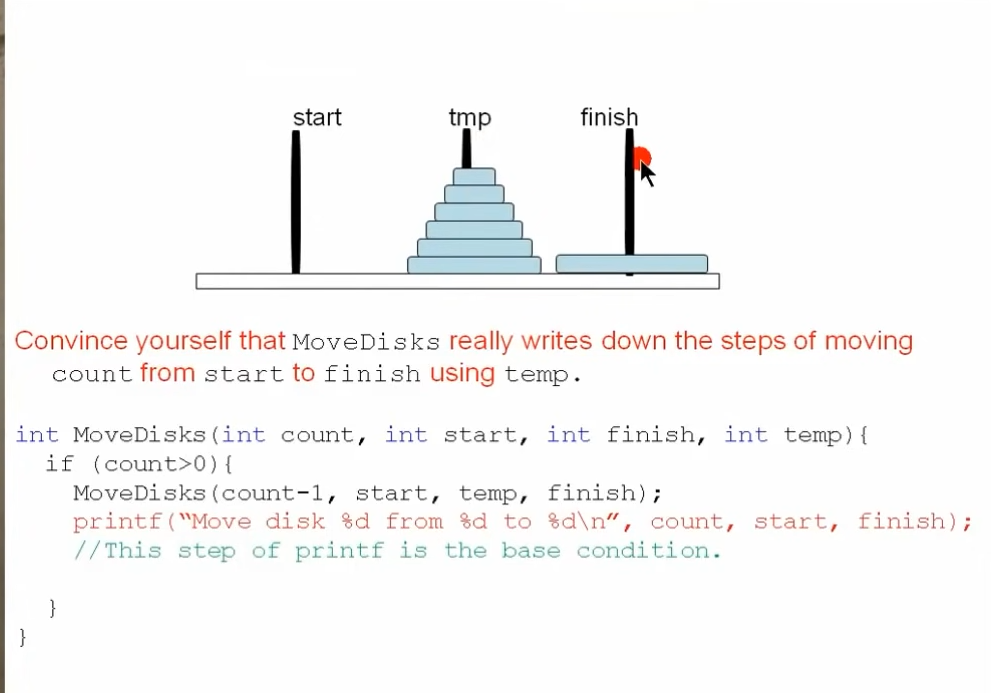 start tmp finish
Convince yourself that MoveDisks really writes down the steps of moving
count from start to finish using temp.
int MoveDisks(int count, int start, int finish, int temp){
if (count>0){
MoveDisks(count-1, start, temp, finish);
printf(“Move disk %d from %d to %d\n”, count, start, finish);
//This step of printf is the base condition.
}
}